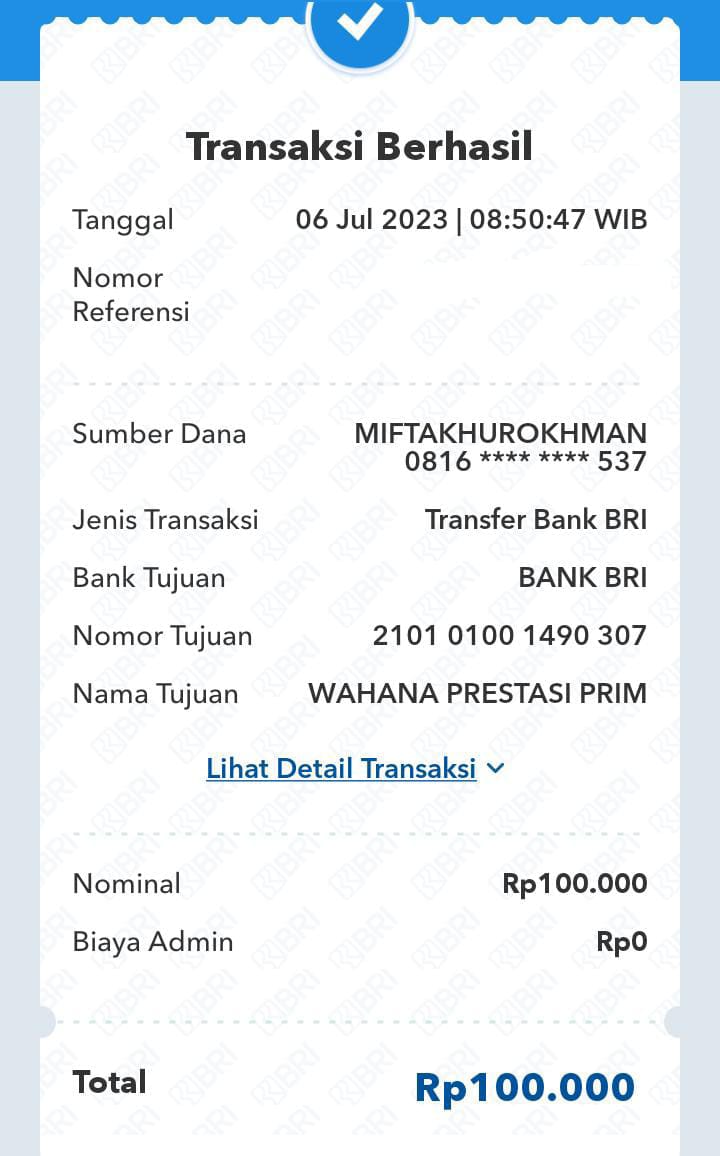 Transaksi Berhasil
Tanggal 06 Jul 2023 | 08:50:47 WIB
Nomor
Referensi
Sumber Dana MIFTAKHUROKHMAN
0816 **** **** 537
Jenis Transaksi Transfer Bank BRI
Bank Tujuan BANK BRI
Nomor Tujuan 2101 0100 1490 307
Nama Tujuan WAHANA PRESTASI PRIM
Lihat Detail Transaksi
Nominal Rp100.000
Biaya Admin Rp0
Total Rp100.000